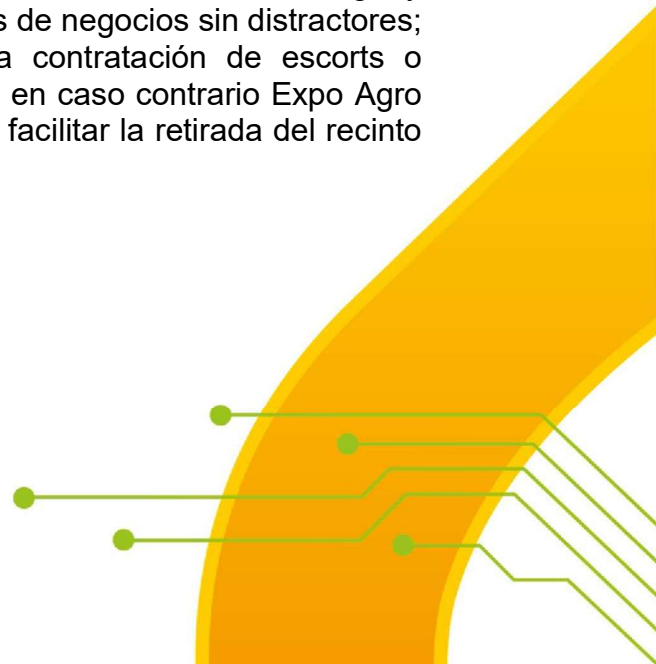 s de negocios sin distractores;
a contratación de escorts o
en caso contrario Expo Agro
facilitar la retirada del recinto